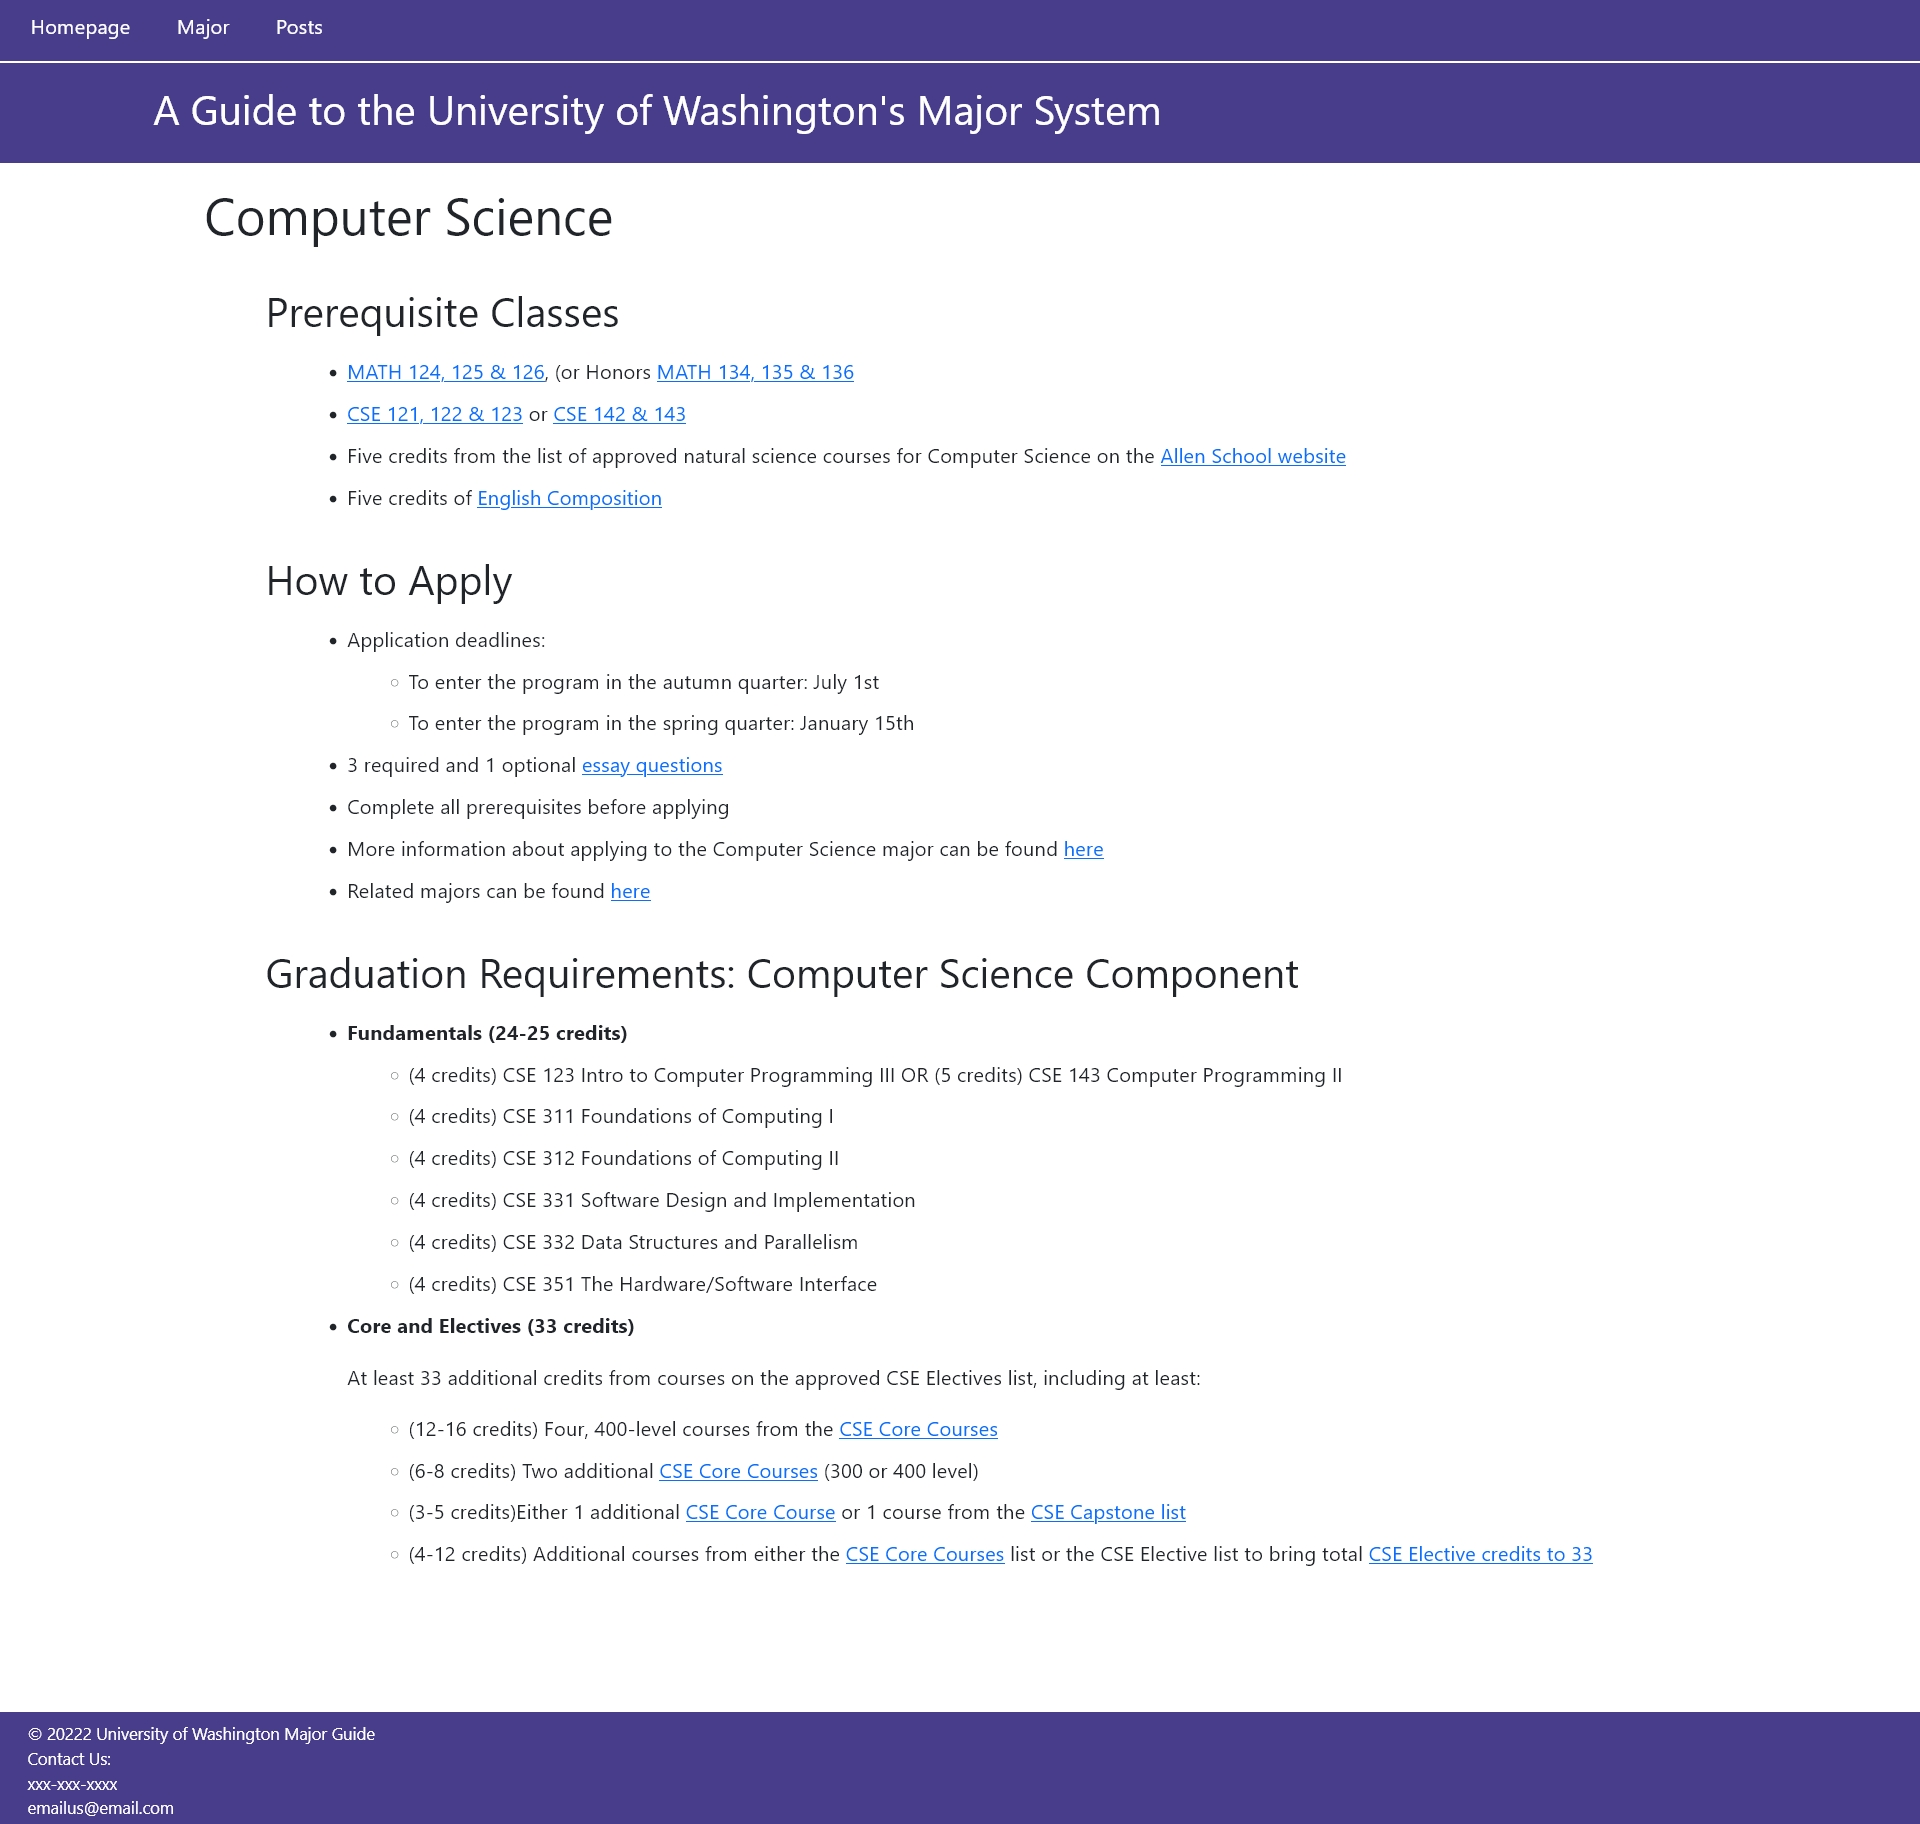 Homepage Major Posts
A Guide to the University of Washington's Major System
Computer Science
Prerequisite Classes
MATH 124, 125 & 126, (or Honors MATH 134, 135 & 136
CSE 121, 122 & 123 or CSE 142 & 143
Five credits from the list of approved natural science courses for Computer Science on the Allen School website
Five credits of English Composition
How to Apply
Application deadlines:
To enter the program in the autumn quarter: July 1st
To enter the program in the spring quarter: January 15th
3 required and 1 optional essay questions
Complete all prerequisites before applying
More information about applying to the Computer Science major can be found here
Related majors can be found here
Graduation Requirements: Computer Science Component
Fundamentals (24-25 credits)
(4 credits) CSE 123 Intro to Computer Programming III OR (5 credits) CSE 143 Computer Programming II
(4 credits) CSE 311 Foundations of Computing I
(4 credits) CSE 312 Foundations of Computing II
(4 credits) CSE 331 Software Design and Implementation
(4 credits) CSE 332 Data Structures and Parallelism
(4 credits) CSE 351 The Hardware/Software Interface
Core and Electives (33 credits)
At least 33 additional credits from courses on the approved CSE Electives list, including at least:
(12-16 credits) Four, 400-level courses from the CSE Core Courses
(6-8 credits) Two additional CSE Core Courses (300 or 400 level)
(3-5 credits)Either 1 additional CSE Core Course or 1 course from the CSE Capstone list
(4-12 credits) Additional courses from either the CSE Core Courses list or the CSE Elective list to bring total CSE Elective credits to 33
© 20222 University of Washington Major Guide
Contact Us:
xxx-xxx-xxxx
emailus@email.com